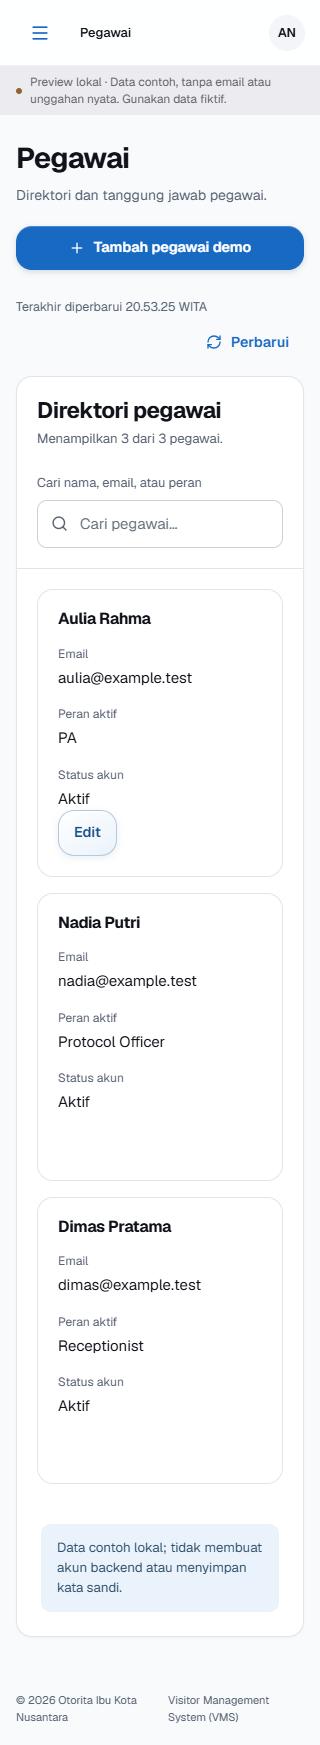 Pegawai
AN
Preview lokal · Data contoh, tanpa email atau
unggahan nyata. Gunakan data fiktif.
Pegawai
Direktori dan tanggung jawab pegawai.
Tambah pegawai demo
Terakhir diperbarui 20.53.25 WITA
Perbarui
Direktori pegawai
Menampilkan 3 dari 3 pegawai.
Cari nama, email, atau peran
Cari pegawai...
Aulia Rahma
Email
aulia@example.test
Peran aktif
PA
Status akun
Aktif
Edit
Nadia Putri
Email
nadia@example.test
Peran aktif
Protocol Officer
Status akun
Aktif
Dimas Pratama
Email
dimas@example.test
Peran aktif
Receptionist
Status akun
Aktif
Data contoh lokal; tidak membuat
akun backend atau menyimpan
kata sandi.
© 2026 Otorita Ibu Kota
Nusantara
Visitor Management
System (VMS)